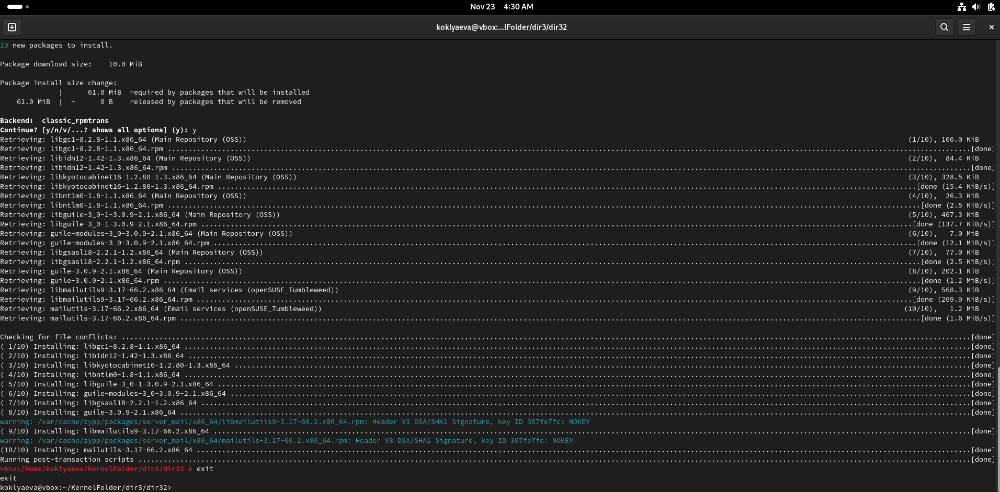 Nov 23 4:30 AM
koklyaeva@vbox:...lFolder/dir3/dir32
10 new packages to install.
Package download size: 10.0 MiB
Package install size change:
| 61.0 MiB required by packages that will be installed
61.0 MiB | - 0 B released by packages that will be removed
Backend: classic_rpmtrans
Continue? [y/n/v/...? shows all options] (y): y
Retrieving: libgc1-8.2.8-1.1.x86_64 (Main Repository (OSS)) (1/10), 106.0 KiB
Retrieving: libgc1-8.2.8-1.1.x86_64.rpm ...[done]
Retrieving: libidn12-1.42-1.3.x86_64 (Main Repository (OSS)) (2/10), 84.4 KiB
Retrieving: libidn12-1.42-1.3.x86_64.rpm ...[done]
Retrieving: libkyotocabinet16-1.2.80-1.3.x86_64 (Main Repository (OSS)) (3/10), 328.5 KiB
Retrieving: libkyotocabinet16-1.2.80-1.3.x86_64.rpm ...[done (15.4 KiB/s)]
Retrieving: libntlm0-1.8-1.1.x86_64 (Main Repository (OSS)) (4/10), 26.3 KiB
Retrieving: libntlm0-1.8-1.1.x86_64.rpm ...[done (2.5 KiB/s)]
Retrieving: libguile-3_0-1-3.0.9-2.1.x86_64 (Main Repository (OSS)) (5/10), 467.3 KiB
Retrieving: libguile-3_0-1-3.0.9-2.1.x86_64.rpm ...[done (137.7 KiB/s)]
Retrieving: guile-modules-3_0-3.0.9-2.1.x86_64 (Main Repository (OSS)) (6/10), 7.0 MiB
Retrieving: guile-modules-3_0-3.0.9-2.1.x86_64.rpm ...[done (12.1 MiB/s)]
Retrieving: libgsasl18-2.2.1-1.2.x86_64 (Main Repository (OSS)) (7/10), 77.0 KiB
Retrieving: libgsasl18-2.2.1-1.2.x86_64.rpm ...[done (2.5 KiB/s)]
Retrieving: guile-3.0.9-2.1.x86_64 (Main Repository (OSS)) (8/10), 202.1 KiB
Retrieving: guile-3.0.9-2.1.x86_64.rpm ...[done (1.2 MiB/s)]
Retrieving: libmailutils9-3.17-66.2.x86_64 (Email services (openSUSE_Tumbleweed)) (9/10), 568.3 KiB
Retrieving: libmailutils9-3.17-66.2.x86_64.rpm ...[done (269.9 KiB/s)]
Retrieving: mailutils-3.17-66.2.x86_64 (Email services (openSUSE_Tumbleweed)) (10/10), 1.2 MiB
Retrieving: mailutils-3.17-66.2.x86_64.rpm ...[done (1.6 MiB/s)]
Checking for file conflicts: ...[done]
( 1/10) Installing: libgc1-8.2.8-1.1.x86_64 ...[done]
( 2/10) Installing: libidn12-1.42-1.3.x86_64 ...[done]
( 3/10) Installing: libkyotocabinet16-1.2.80-1.3.x86_64 ...[done]
( 4/10) Installing: libntlm0-1.8-1.1.x86_64 ...[done]
( 5/10) Installing: libguile-3_0-1-3.0.9-2.1.x86_64 ...[done]
( 6/10) Installing: guile-modules-3_0-3.0.9-2.1.x86_64 ...[done]
( 7/10) Installing: libgsasl18-2.2.1-1.2.x86_64 ...[done]
( 8/10) Installing: guile-3.0.9-2.1.x86_64 ...[done]
warning: /var/cache/zypp/packages/server_mail/x86_64/libmailutils9-3.17-66.2.x86_64.rpm: Header V3 DSA/SHA1 Signature, key ID 367fe7fc: NOKEY
( 9/10) Installing: libmailutils9-3.17-66.2.x86_64 ...[done]
warning: /var/cache/zypp/packages/server_mail/x86_64/mailutils-3.17-66.2.x86_64.rpm: Header V3 DSA/SHA1 Signature, key ID 367fe7fc: NOKEY
(10/10) Installing: mailutils-3.17-66.2.x86_64 ...[done]
Running post-transaction scripts ...[done]
vbox:/home/koklyaeva/KernelFolder/dir3/dir32 # exit
exit
koklyaeva@vbox:~/KernelFolder/dir3/dir32>